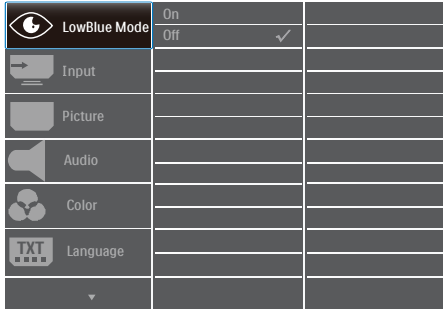 LowBlue Mode
On
Off
Input
Picture
Audio
Color
TXT
Language